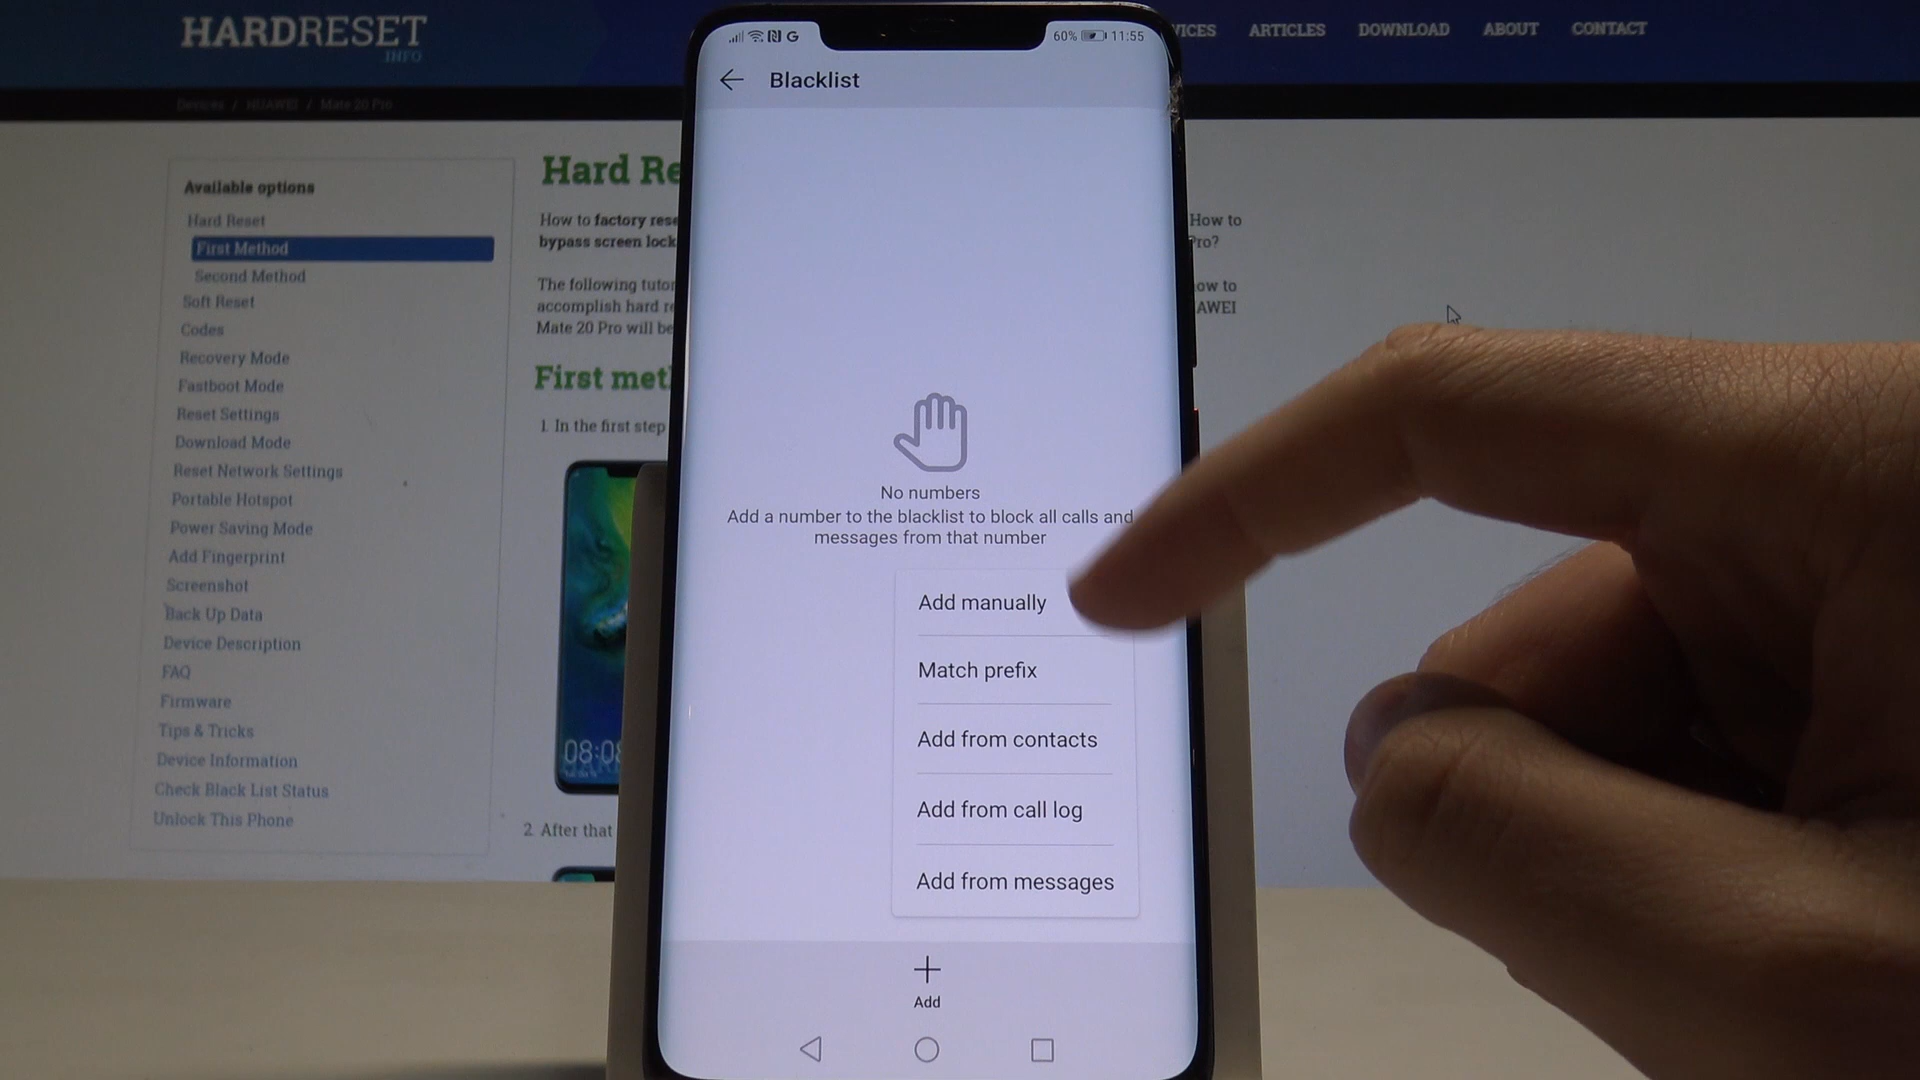 HARDRESET
INFO
VICES ARTICLES DOWNLOAD ABOUT CONTACT
Devices / HUAWEI / Mate 20 Pro
Available options
Hard Reset
First Method
Second Method
Soft Reset
Codes
Recovery Mode
Fastboot Mode
Reset Settings
Download Mode
Reset Network Settings
Portable Hotspot
Power Saving Mode
Add Fingerprint
Screenshot
Back Up Data
Device Description
FAQ
Firmware
Tips & Tricks
Device Information
Check Black List Status
Unlock This Phone
Hard Re
How to factory rese
bypass screen lock
The following tutor
accomplish hard re
Mate 20 Pro will be
First met
1. In the first step
08:08
2. After that
How to
Pro?
ow to
AWEI
G 60% 11:55
Blacklist
No numbers
Add a number to the blacklist to block all calls and
messages from that number
Add manually
Match prefix
Add from contacts
Add from call log
Add from messages
Add